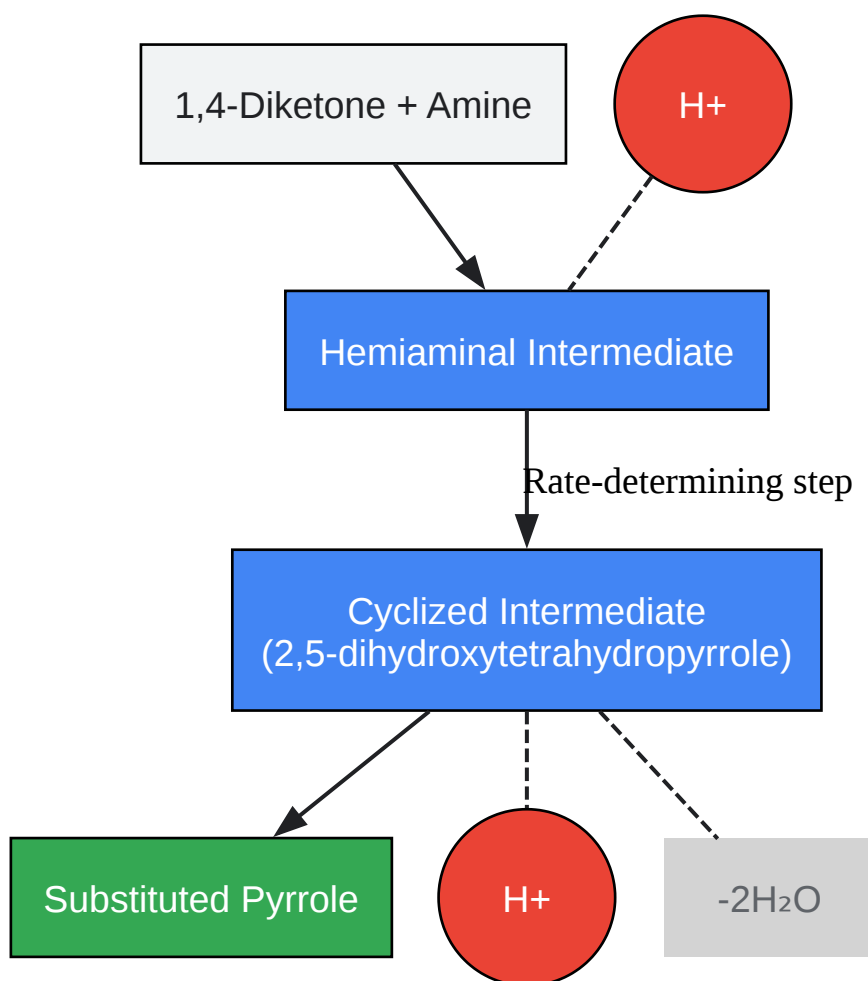 1,4-Diketone + Amine
H+
Hemiaminal Intermediate
Rate-determining step
Cyclized Intermediate
(2,5-dihydroxytetrahydropyrrole)
Substituted Pyrrole
H+
-2H₂O